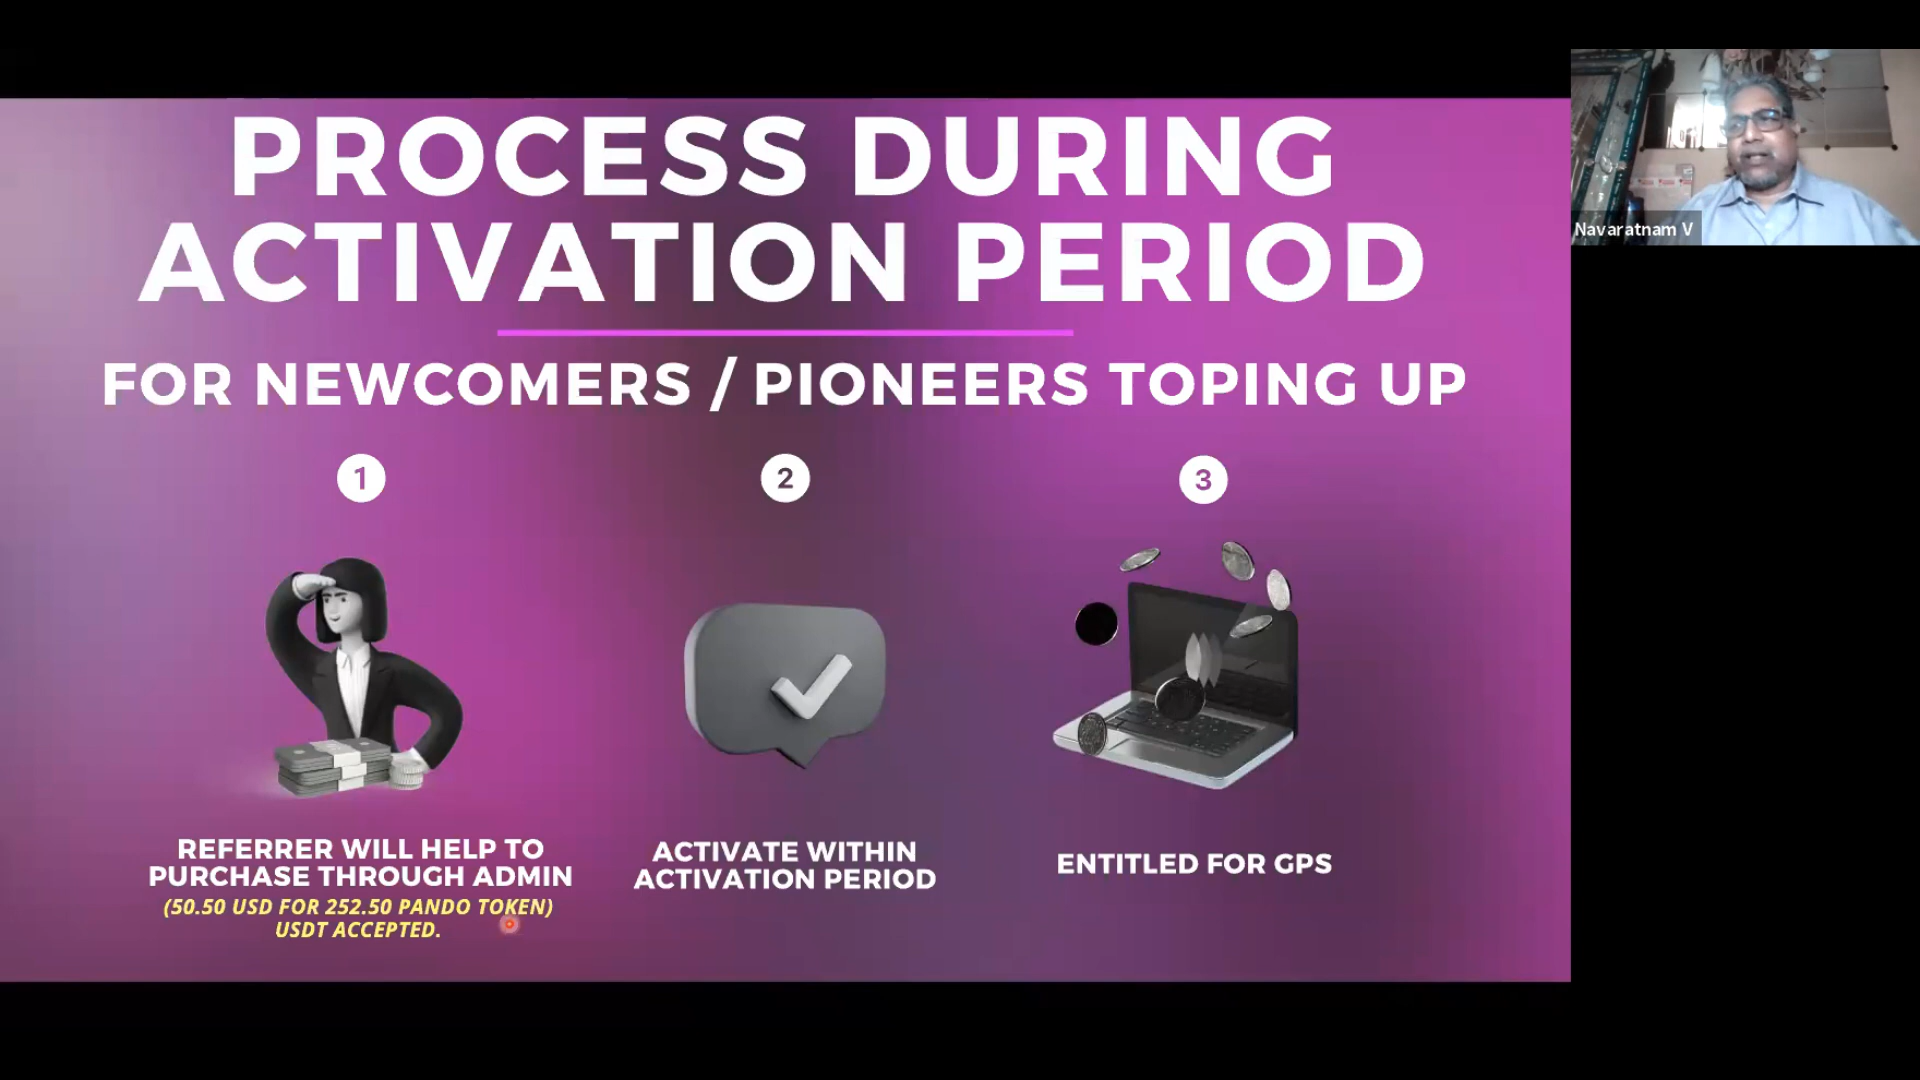 PROCESS DURING
ACTIVATION PERIOD
FOR NEWCOMERS / PIONEERS TOPING UP
1
2
3
REFERRER WILL HELP TO
PURCHASE THROUGH ADMIN
(50.50 USD FOR 252.50 PANDO TOKEN)
USDT ACCEPTED.
ACTIVATE WITHIN
ACTIVATION PERIOD
ENTITLED FOR GPS
Navaratnam V